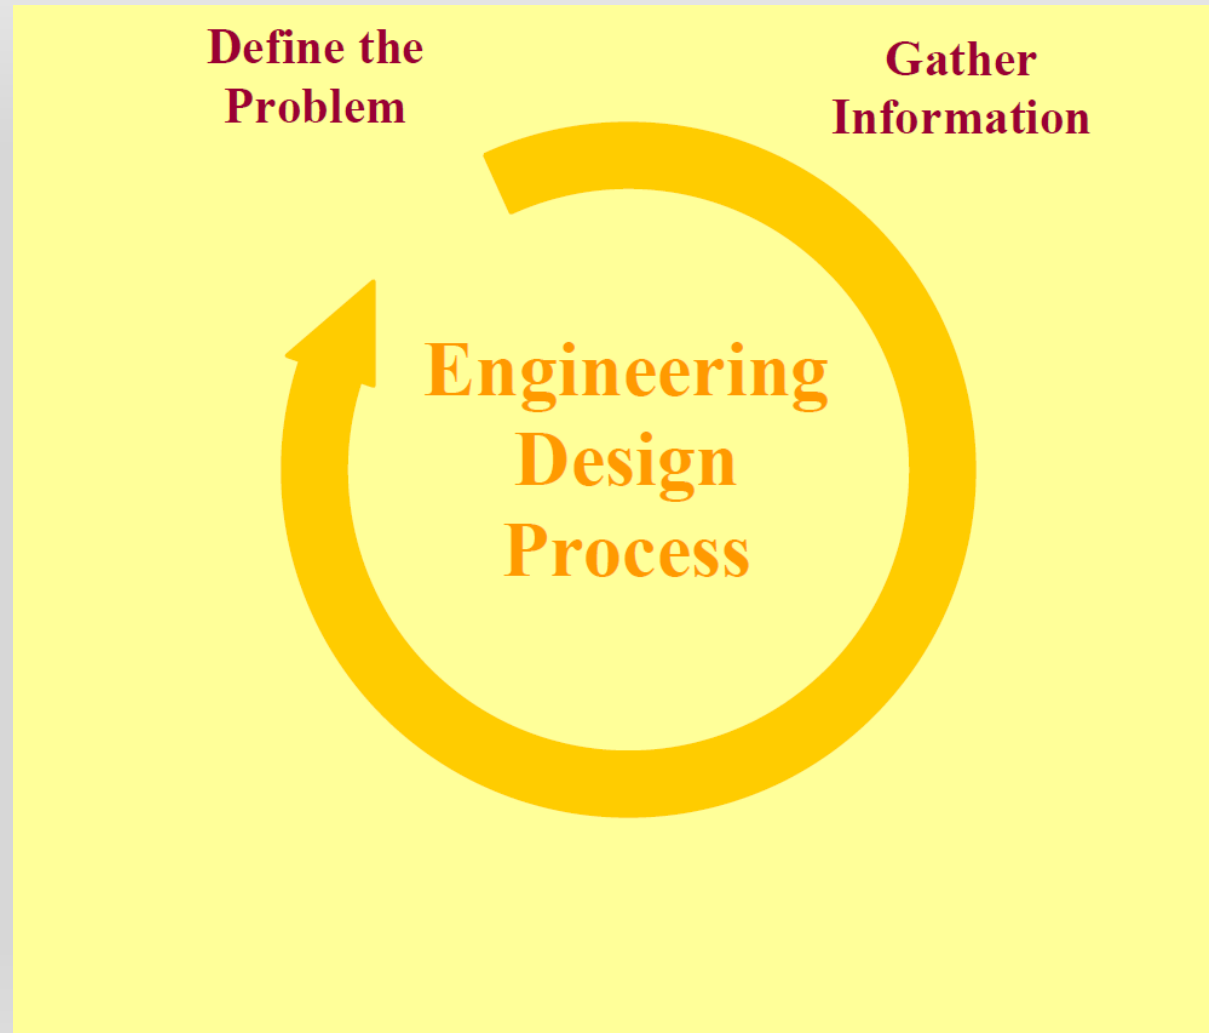 Define the
Problem
Gather
Information
Engineering
Design
Process